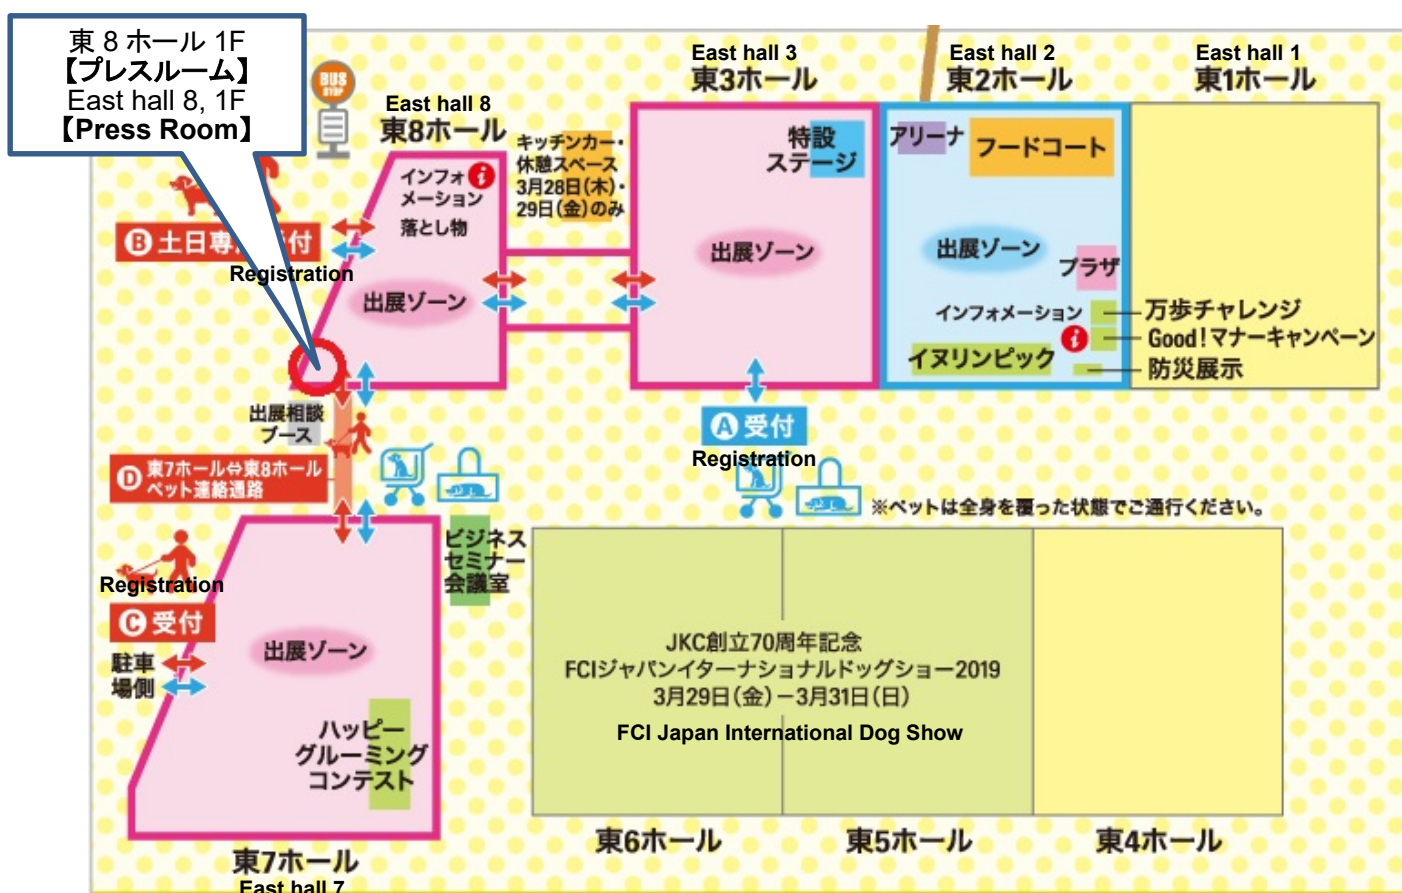 東 8 ホール 1F
【プレスルーム】
East hall 8, 1F
【Press Room】
BUS
STOP
East hall 8
東8ホール
East hall 3
東3ホール
East hall 2
東2ホール
East hall 1
東1ホール
インフォ i
メーション
落とし物
出展ゾーン
キッチンカー・
休憩スペース
3月28日(木)・
29日(金)のみ
特設
ステージ
出展ゾーン
アリーナ
フードコート
出展ゾーン
プラザ
インフォメーション
i
イヌリンピック
万歩チャレンジ
Good!マナーキャンペーン
防災展示
B 土日専 付
Registration
出展相談
ブース
D 東7ホール⇔東8ホール
ペット連絡通路
A 受付
Registration
※ペットは全身を覆った状態でご通行ください。
Registration
C 受付
駐車
場側
出展ゾーン
ハッピー
グルーミング
コンテスト
ビジネス
セミナー
会議室
JKC創立70周年記念
FCIジャパンインターナショナルドッグショー2019
3月29日(金)－3月31日(日)
FCI Japan International Dog Show
東7ホール
East hall 7
東6ホール
東5ホール
東4ホール